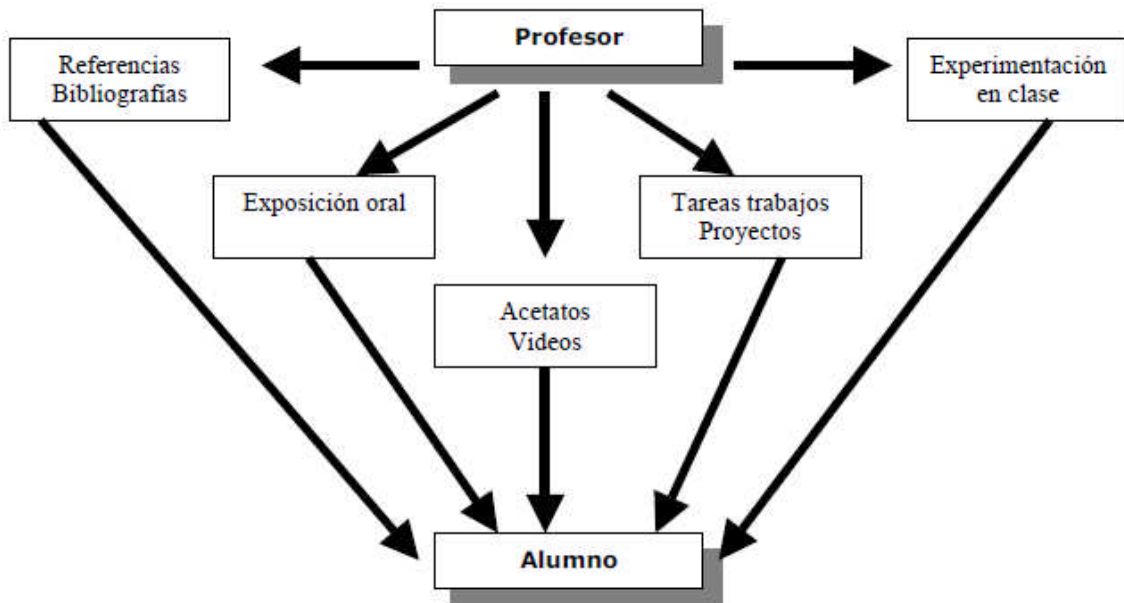 Profesor
Referencias
Bibliografías
Experimentación
en clase
Exposición oral
Tareas trabajos
Proyectos
Acetatos
Videos
Alumno